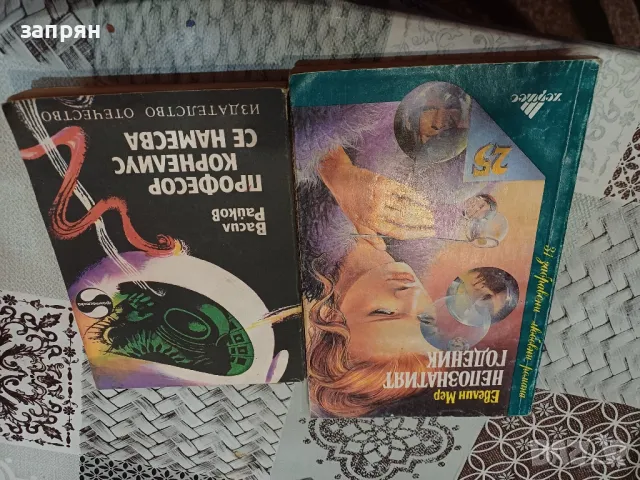 запрян
Васил
Райков
ПРОФЕСОР
КОРНЕЛИУС
СЕ НАМЕСВА
ИЗДАТЕЛСТВО ОТЕЧЕСТВО
Евелин Мер
НЕПОЗНАТИЯТ
ГОДЕНИК
25
хермес